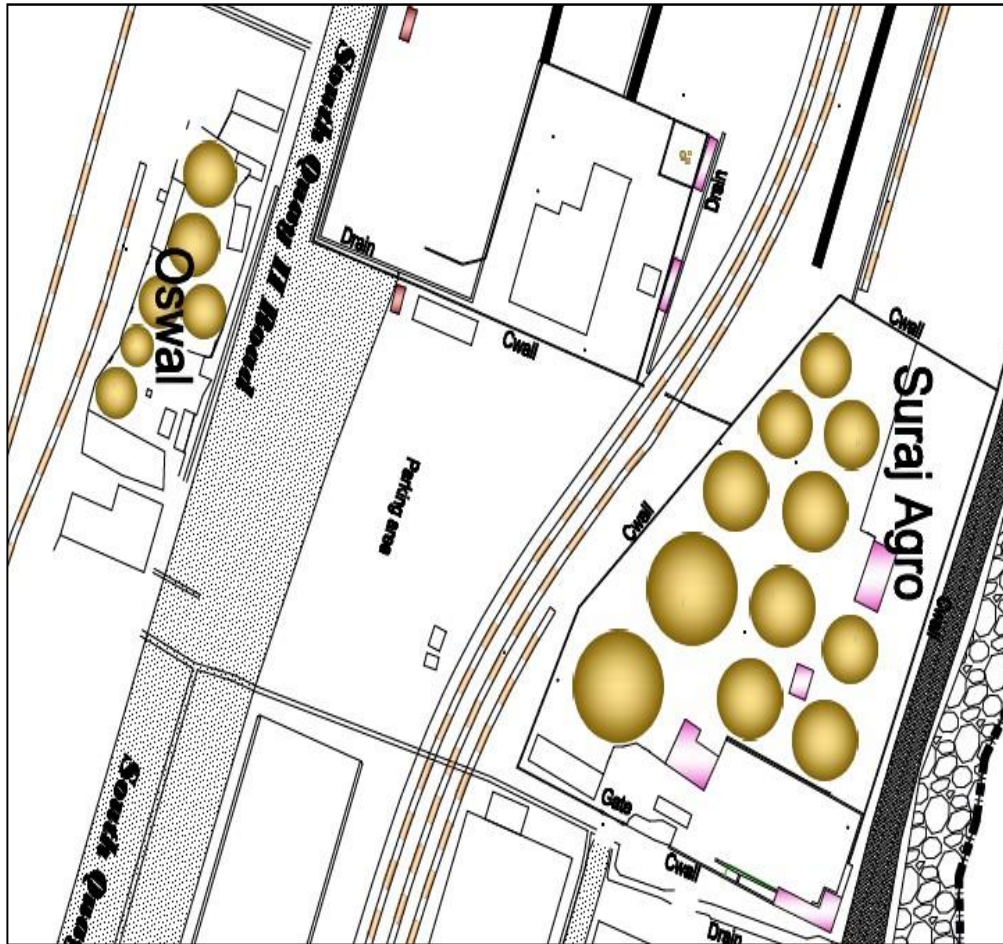 South Quay II Road
Drain
Drain
Cwall
Oswal
Cwall
Suraj Agro
Parking area
Cwall
Cwall
Gate
Cwall
Drain
South Quay